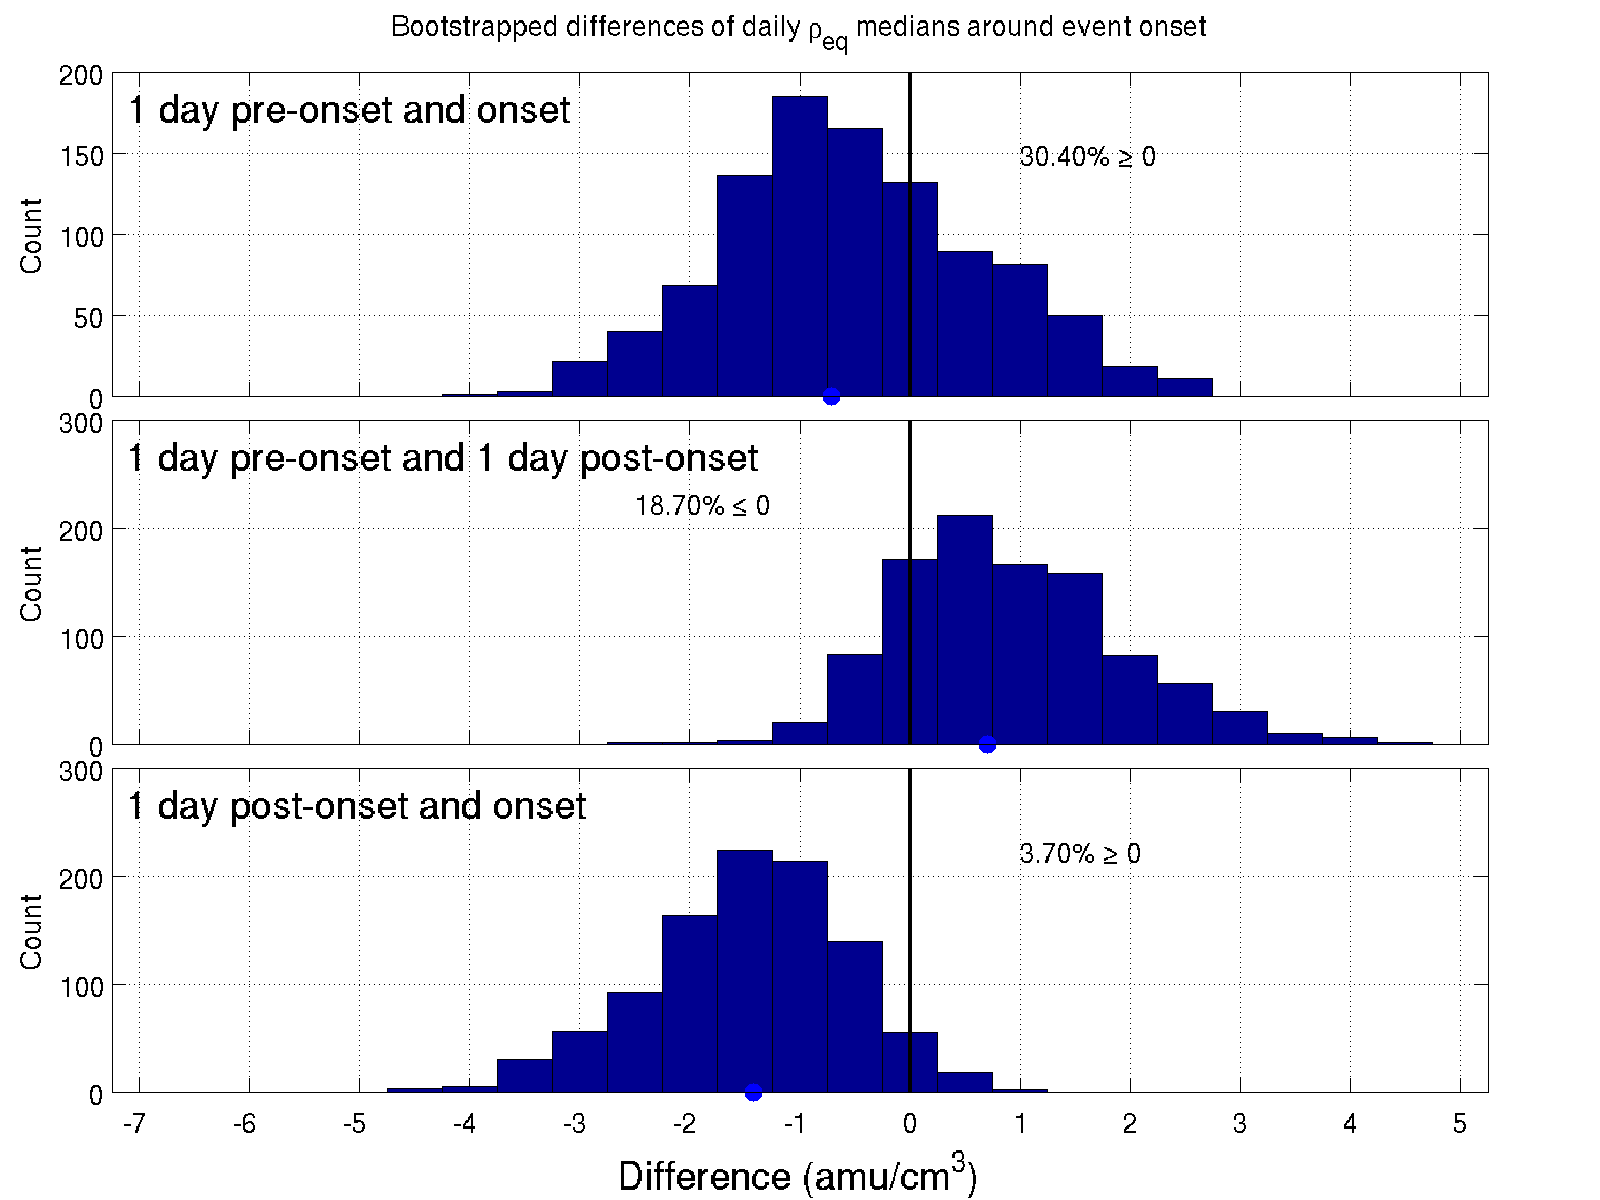 Bootstrapped differences of daily ρeq medians around event onset
200
150
100
50
0
Count
1 day pre-onset and onset
30.40% ≥ 0
300
200
100
0
Count
1 day pre-onset and 1 day post-onset
18.70% ≤ 0
300
200
100
0
Count
1 day post-onset and onset
3.70% ≥ 0
-7 -6 -5 -4 -3 -2 -1 0 1 2 3 4 5
Difference (amu/cm³)